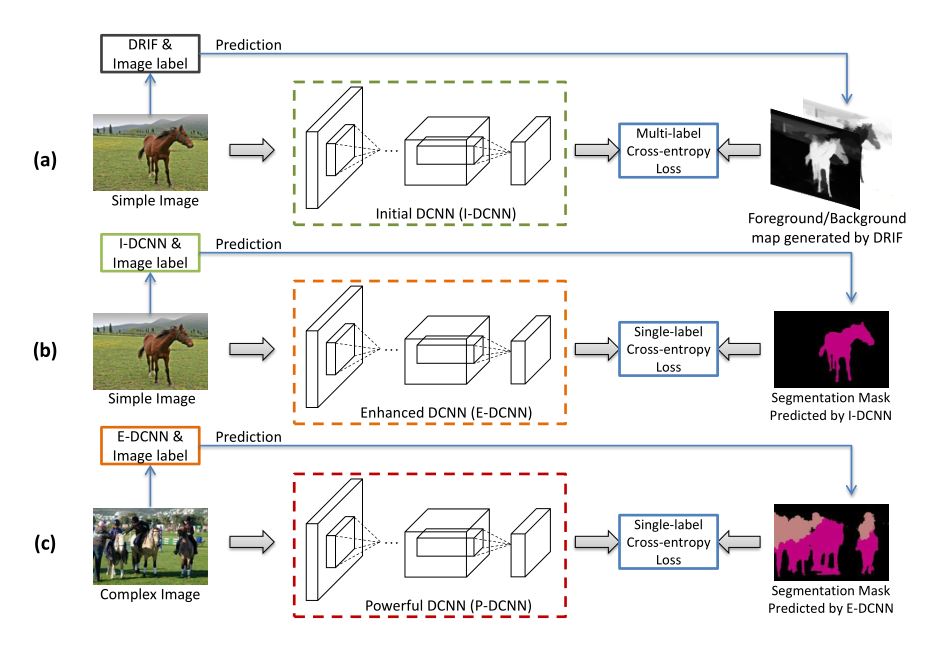 DRIF &
Image label
Prediction
(a)
Simple Image
...
Initial DCNN (I-DCNN)
Multi-label
Cross-entropy
Loss
Foreground/Background
map generated by DRIF
I-DCNN &
Image label
Prediction
(b)
Simple Image
...
Enhanced DCNN (E-DCNN)
Single-label
Cross-entropy
Loss
Segmentation Mask
Predicted by I-DCNN
E-DCNN &
Image label
Prediction
(c)
Complex Image
...
Powerful DCNN (P-DCNN)
Single-label
Cross-entropy
Loss
Segmentation Mask
Predicted by E-DCNN